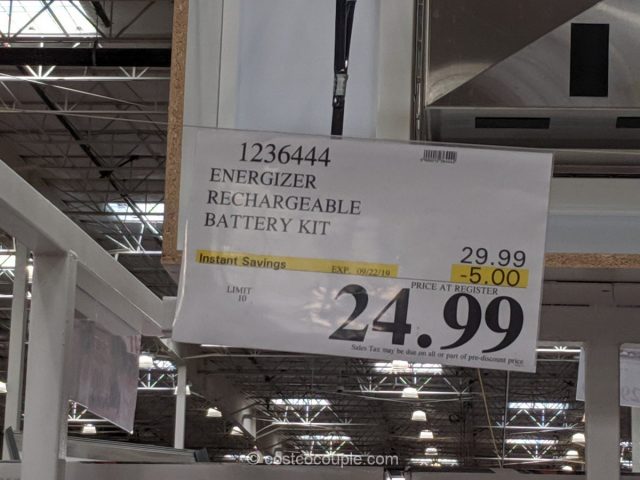 1236444
ENERGIZER
RECHARGEABLE
BATTERY KIT
29.99
Instant Savings EXP. 09/22/19 -5.00
PRICE AT REGISTER
LIMIT
10
24.99
Sales Tax may be due on all or part of pre-discount price
© costcocouple.com